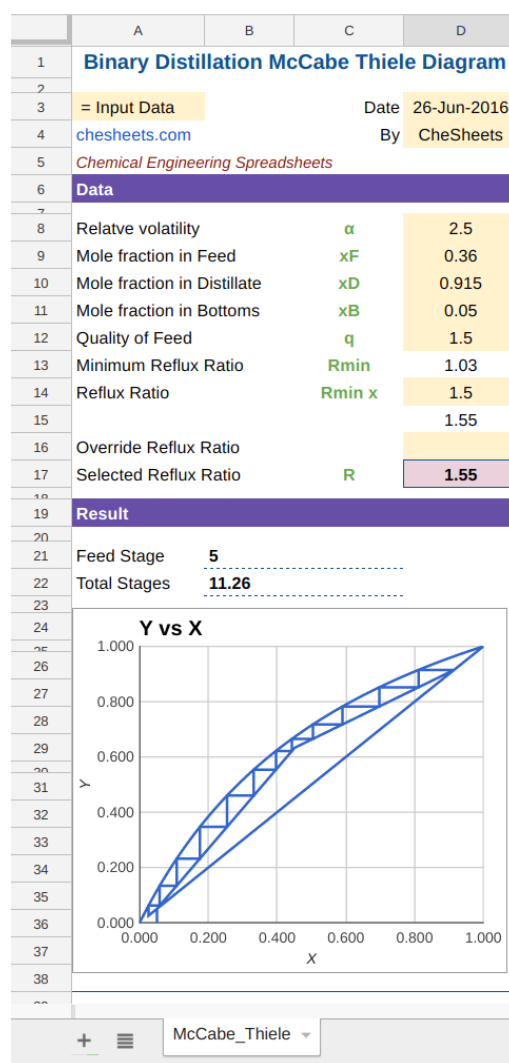 A B C D
1 Binary Distillation McCabe Thiele Diagram
2
3 = Input Data Date 26-Jun-2016
4 chesheets.com By CheSheets
5 Chemical Engineering Spreadsheets
6 Data
7
8 Relatve volatility α 2.5
9 Mole fraction in Feed xF 0.36
10 Mole fraction in Distillate xD 0.915
11 Mole fraction in Bottoms xB 0.05
12 Quality of Feed q 1.5
13 Minimum Reflux Ratio Rmin 1.03
14 Reflux Ratio Rmin x 1.5
15 1.55
16 Override Reflux Ratio
17 Selected Reflux Ratio R 1.55
18
19 Result
20
21 Feed Stage 5
22 Total Stages 11.26
23
24 Y vs X
25 1.000
26
27 0.800
28
29 0.600
30
31 Y
32 0.400
33
34 0.200
35
36 0.000
0.000 0.200 0.400 0.600 0.800 1.000
37 X
38
McCabe_Thiele